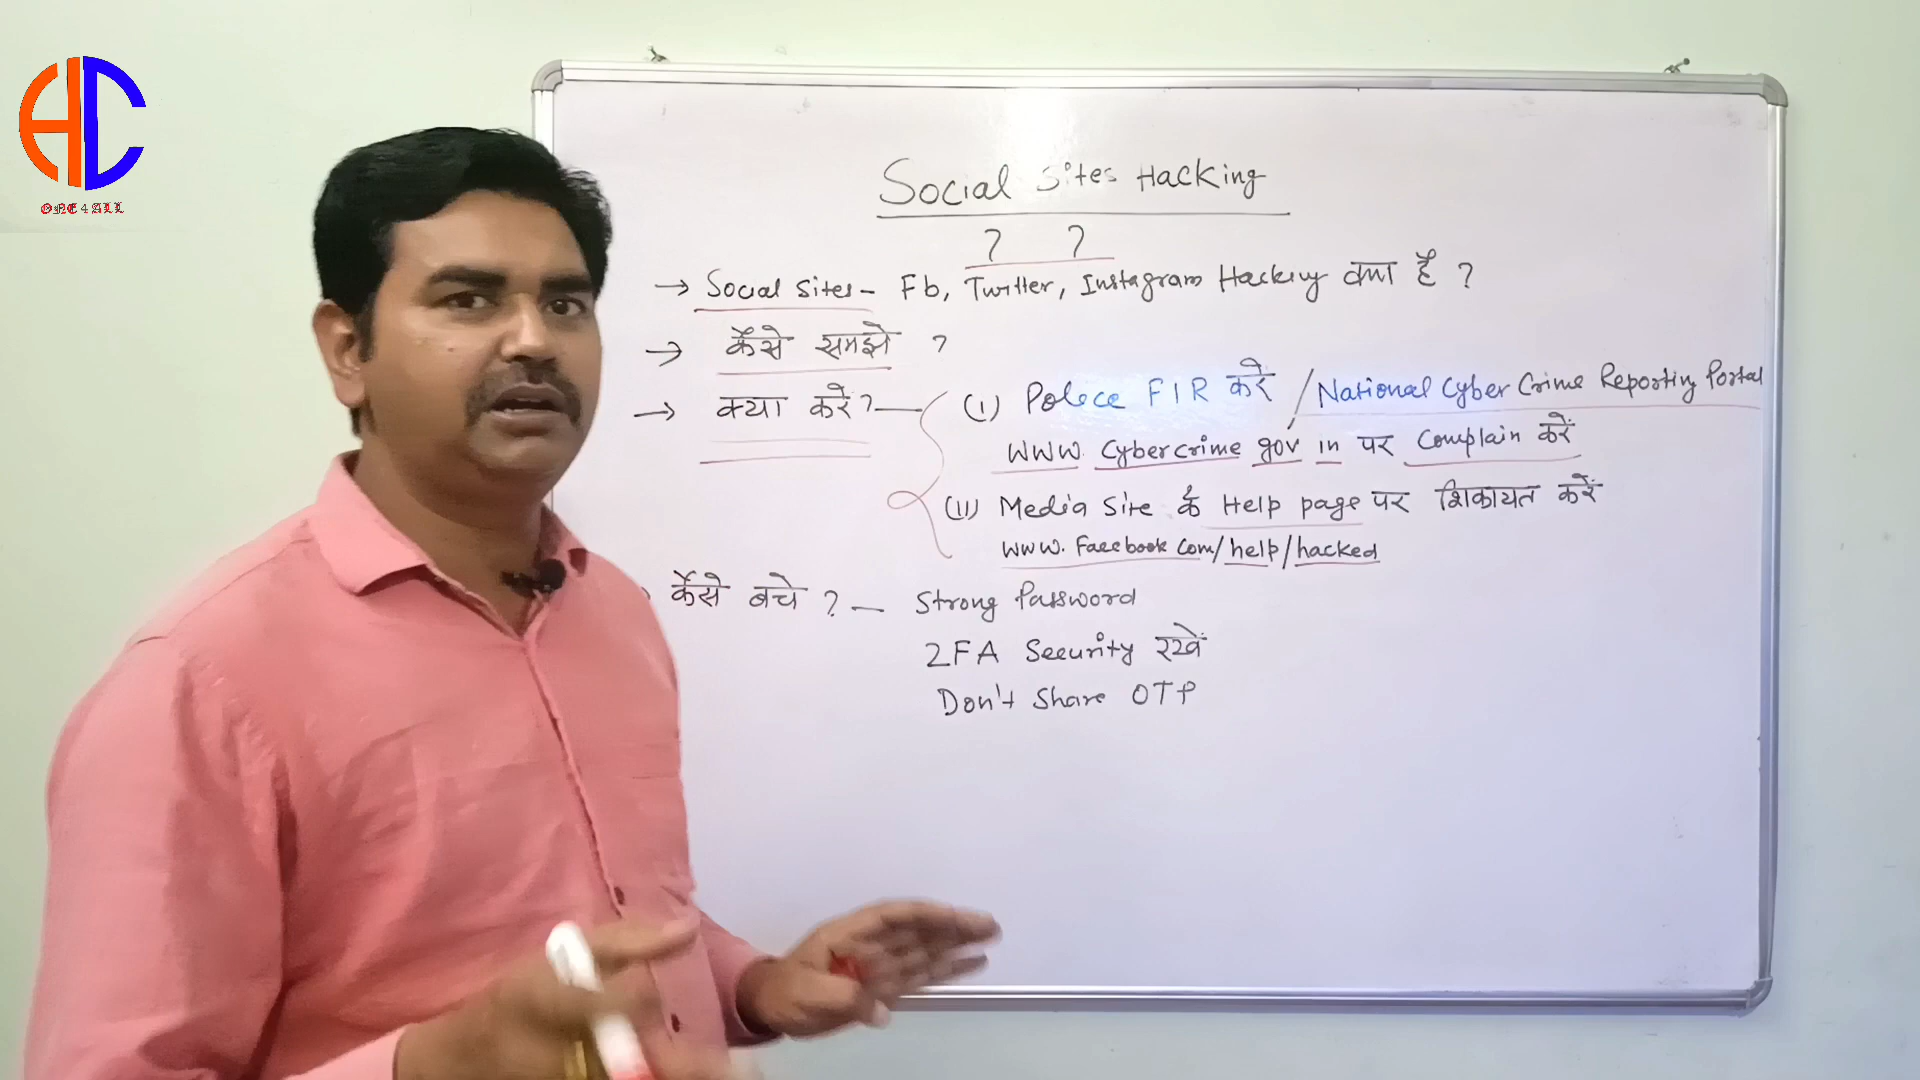 HC
ONE4ALL
Social Sites Hacking
? ?
→ Social Sites - Fb, Twitter, Instagram Hacking क्या है ?
→ कैसे समझे ?
→ क्या करें ? — (I) Polece FIR करें / National Cyber Crime Reporting Portal
www. Cybercrime gov in पर Complain करें
(II) Media Site के Help page पर शिकायत करें
www. Facebook com/help/hacked
कैसे बचे ? — Strong Password
2FA Security रखें
Don't Share OTP